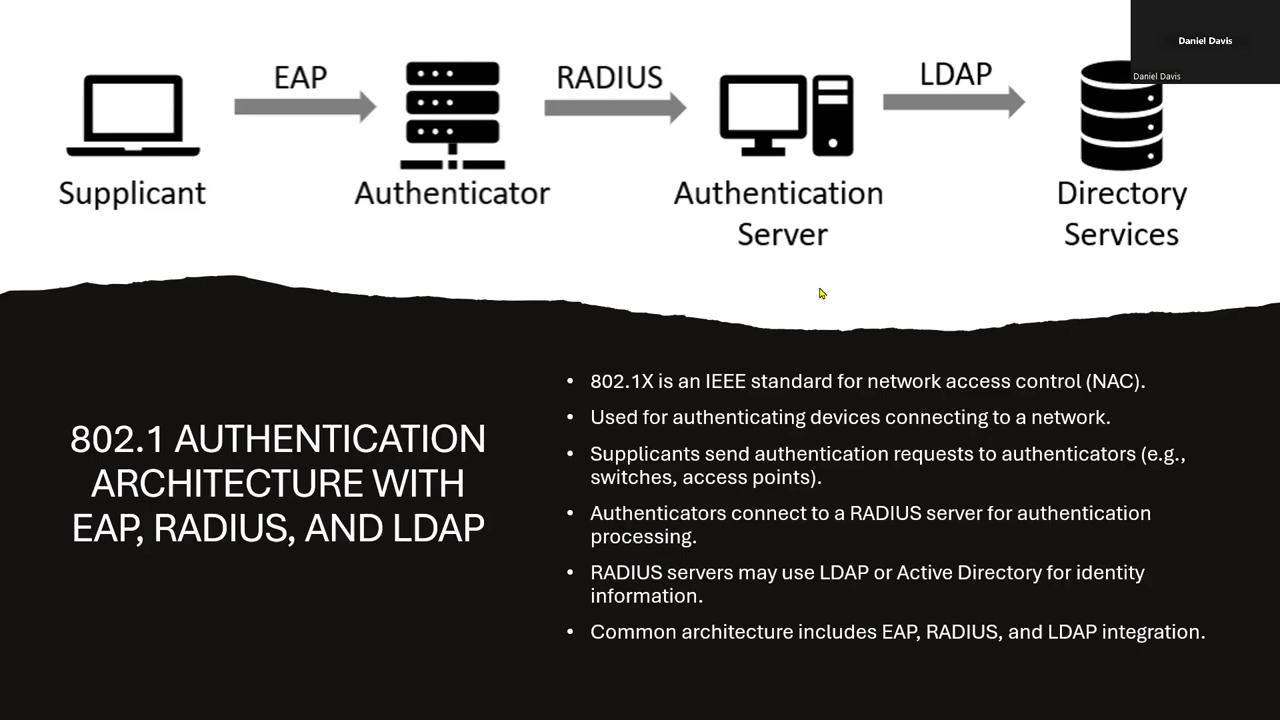 Daniel Davis
Daniel Davis
EAP
RADIUS
LDAP
Supplicant
Authenticator
Authentication
Server
Directory
Services
802.1 AUTHENTICATION
ARCHITECTURE WITH
EAP, RADIUS, AND LDAP
• 802.1X is an IEEE standard for network access control (NAC).
• Used for authenticating devices connecting to a network.
• Supplicants send authentication requests to authenticators (e.g.,
switches, access points).
• Authenticators connect to a RADIUS server for authentication
processing.
• RADIUS servers may use LDAP or Active Directory for identity
information.
• Common architecture includes EAP, RADIUS, and LDAP integration.